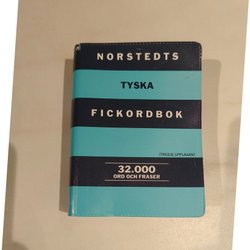 NORSTEDTS
TYSKA
FICKORDBOK
(TREDJE UPPLAGAN)
32.000
ORD OCH FRASER